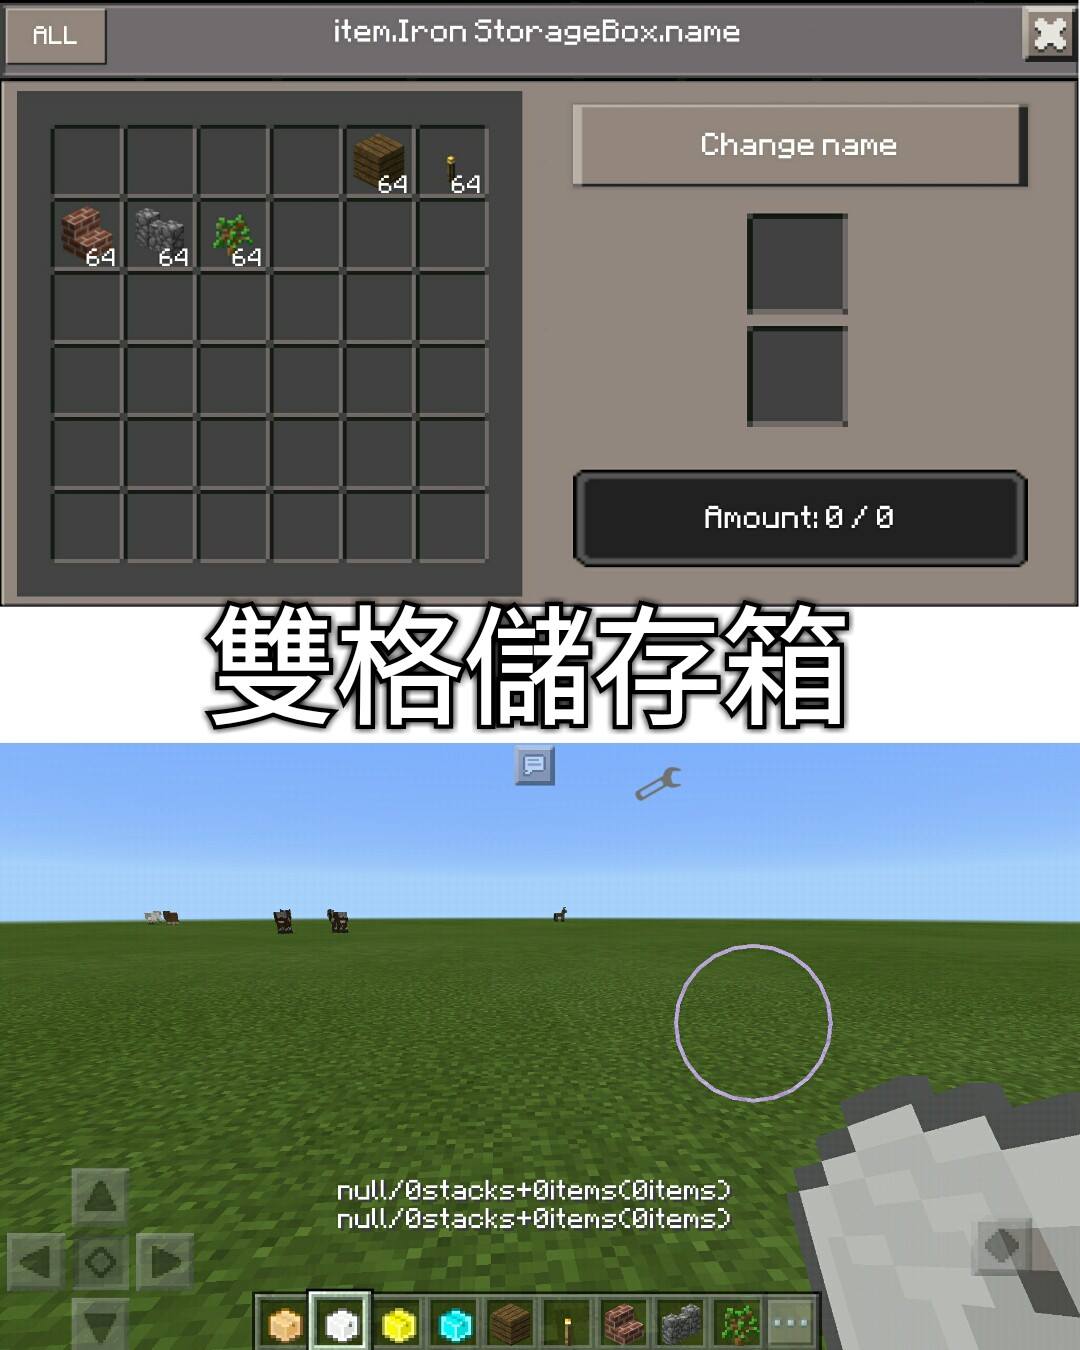 ALL
item.Iron StorageBox.name
Change name
64
64
64
64
64
Amount:0 / 0
雙格儲存箱
null/0stacks+0items(0items)
null/0stacks+0items(0items)